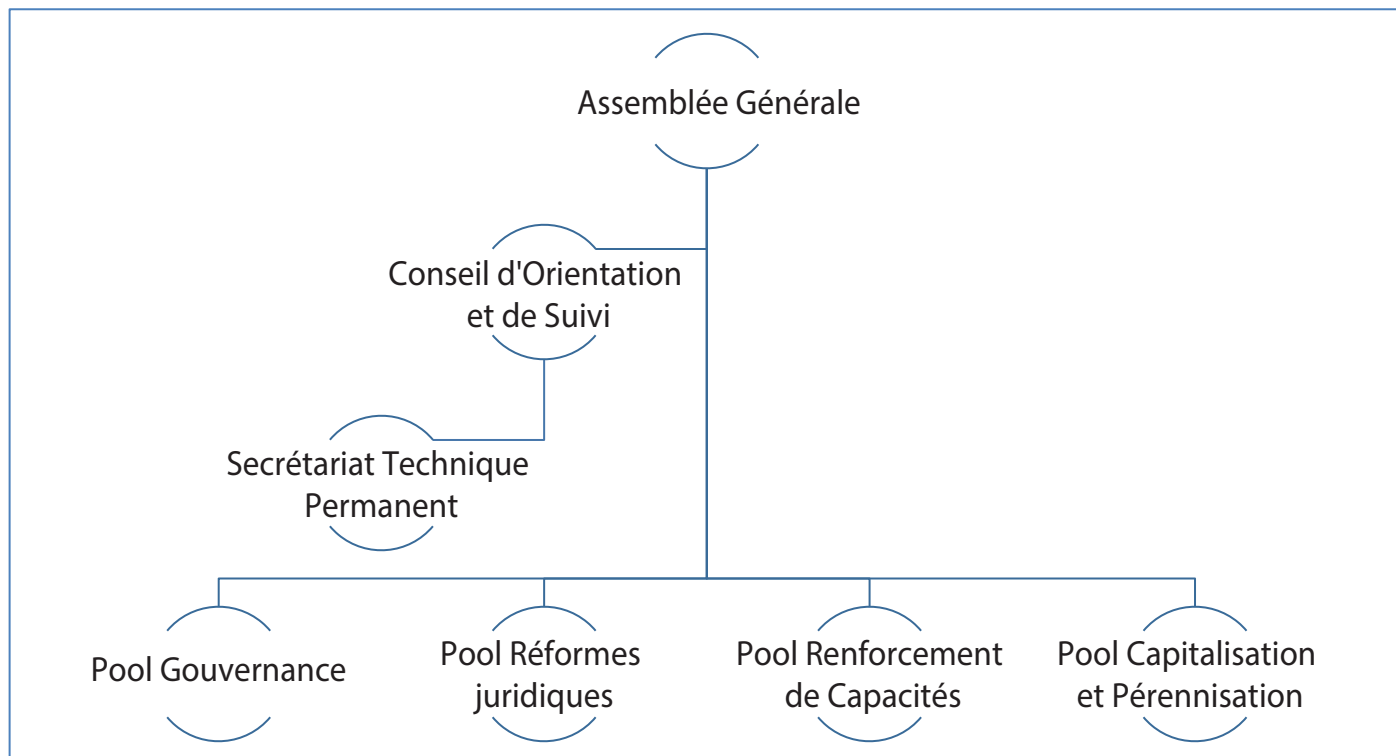 Assemblée Générale
Conseil d'Orientation
et de Suivi
Secrétariat Technique
Permanent
Pool Gouvernance
Pool Réformes
juridiques
Pool Renforcement
de Capacités
Pool Capitalisation
et Pérennisation